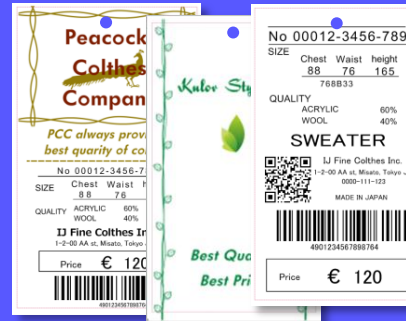 Peacock
Colthes
Compan
PCC always prov
best quarity of co
No 00012-3456-7
SIZE
Chest Waist h
88 76
QUALITY ACRYLIC 60%
WOOL 40%
IJ Fine Colthes In
1-2-00 AA st, Misato, Tokyo
Price € 120
4901234567898764
Kulor Sty
Best Qua
Best Pri
No 00012-3456-789
SIZE
Chest Waist height
88 76 165
768B33
QUALITY
ACRYLIC 60%
WOOL 40%
SWEATER
IJ Fine Colthes Inc.
1-2-00 AA st, Misato, Tokyo J
0000-111-123
MADE IN JAPAN
4901234567898764
Price € 120